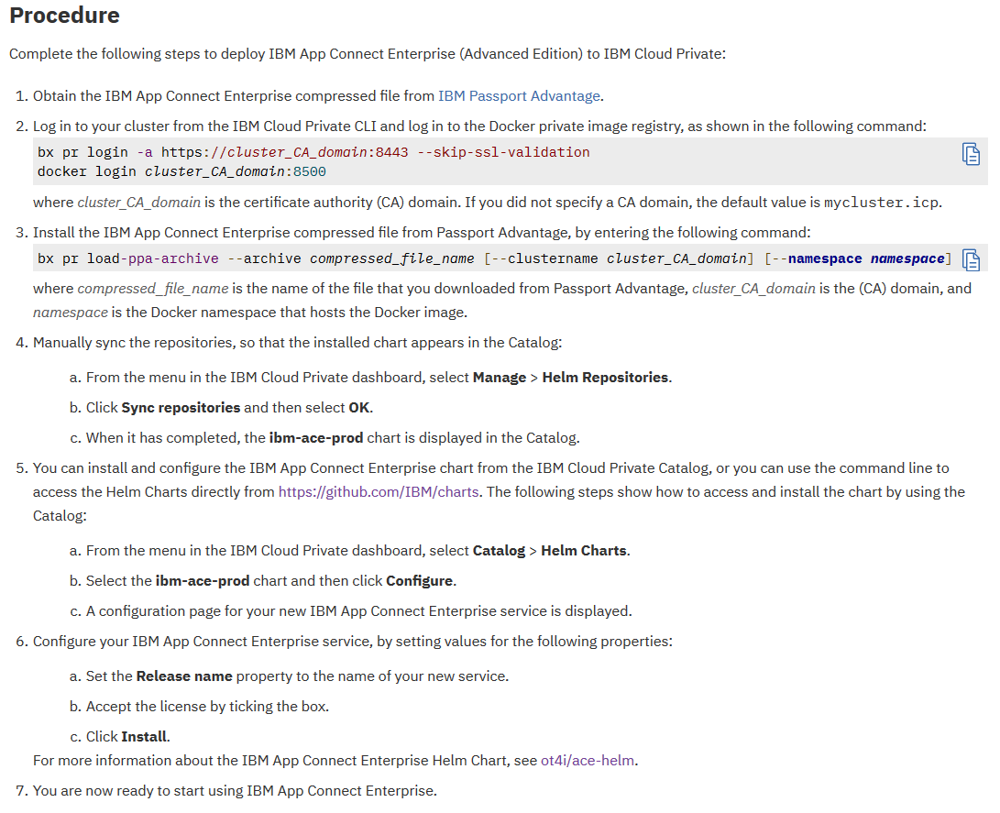 Procedure
Complete the following steps to deploy IBM App Connect Enterprise (Advanced Edition) to IBM Cloud Private:
1. Obtain the IBM App Connect Enterprise compressed file from IBM Passport Advantage.
2. Log in to your cluster from the IBM Cloud Private CLI and log in to the Docker private image registry, as shown in the following command:
bx pr login -a https://cluster_CA_domain:8443 --skip-ssl-validation
docker login cluster_CA_domain:8500
where cluster_CA_domain is the certificate authority (CA) domain. If you did not specify a CA domain, the default value is mycluster.icp.
3. Install the IBM App Connect Enterprise compressed file from Passport Advantage, by entering the following command:
bx pr load-ppa-archive --archive compressed_file_name [--clustername cluster_CA_domain] [--namespace namespace]
where compressed_file_name is the name of the file that you downloaded from Passport Advantage, cluster_CA_domain is the (CA) domain, and
namespace is the Docker namespace that hosts the Docker image.
4. Manually sync the repositories, so that the installed chart appears in the Catalog:
a. From the menu in the IBM Cloud Private dashboard, select Manage > Helm Repositories.
b. Click Sync repositories and then select OK.
c. When it has completed, the ibm-ace-prod chart is displayed in the Catalog.
5. You can install and configure the IBM App Connect Enterprise chart from the IBM Cloud Private Catalog, or you can use the command line to
access the Helm Charts directly from https://github.com/IBM/charts. The following steps show how to access and install the chart by using the
Catalog:
a. From the menu in the IBM Cloud Private dashboard, select Catalog > Helm Charts.
b. Select the ibm-ace-prod chart and then click Configure.
c. A configuration page for your new IBM App Connect Enterprise service is displayed.
6. Configure your IBM App Connect Enterprise service, by setting values for the following properties:
a. Set the Release name property to the name of your new service.
b. Accept the license by ticking the box.
c. Click Install.
For more information about the IBM App Connect Enterprise Helm Chart, see ot4i/ace-helm.
7. You are now ready to start using IBM App Connect Enterprise.